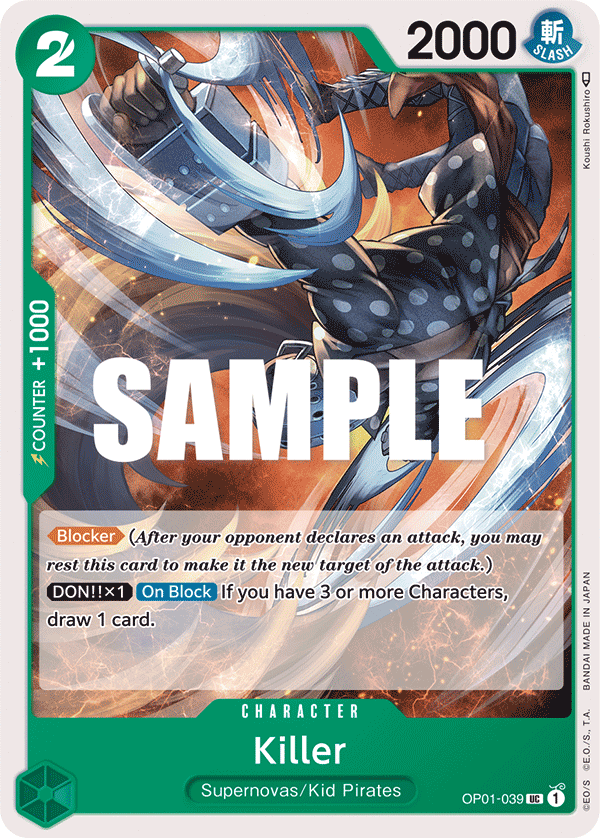 2
2000
斬
SLASH
Koushi Rokushiro
COUNTER +1000
SAMPLE
Blocker (After your opponent declares an attack, you may
rest this card to make it the new target of the attack.)
DON!!×1 On Block If you have 3 or more Characters,
draw 1 card.
CHARACTER
Killer
Supernovas/Kid Pirates
OP01-039 UC 1
©EO/S ©E.O./S., T.A. BANDAI MADE IN JAPAN